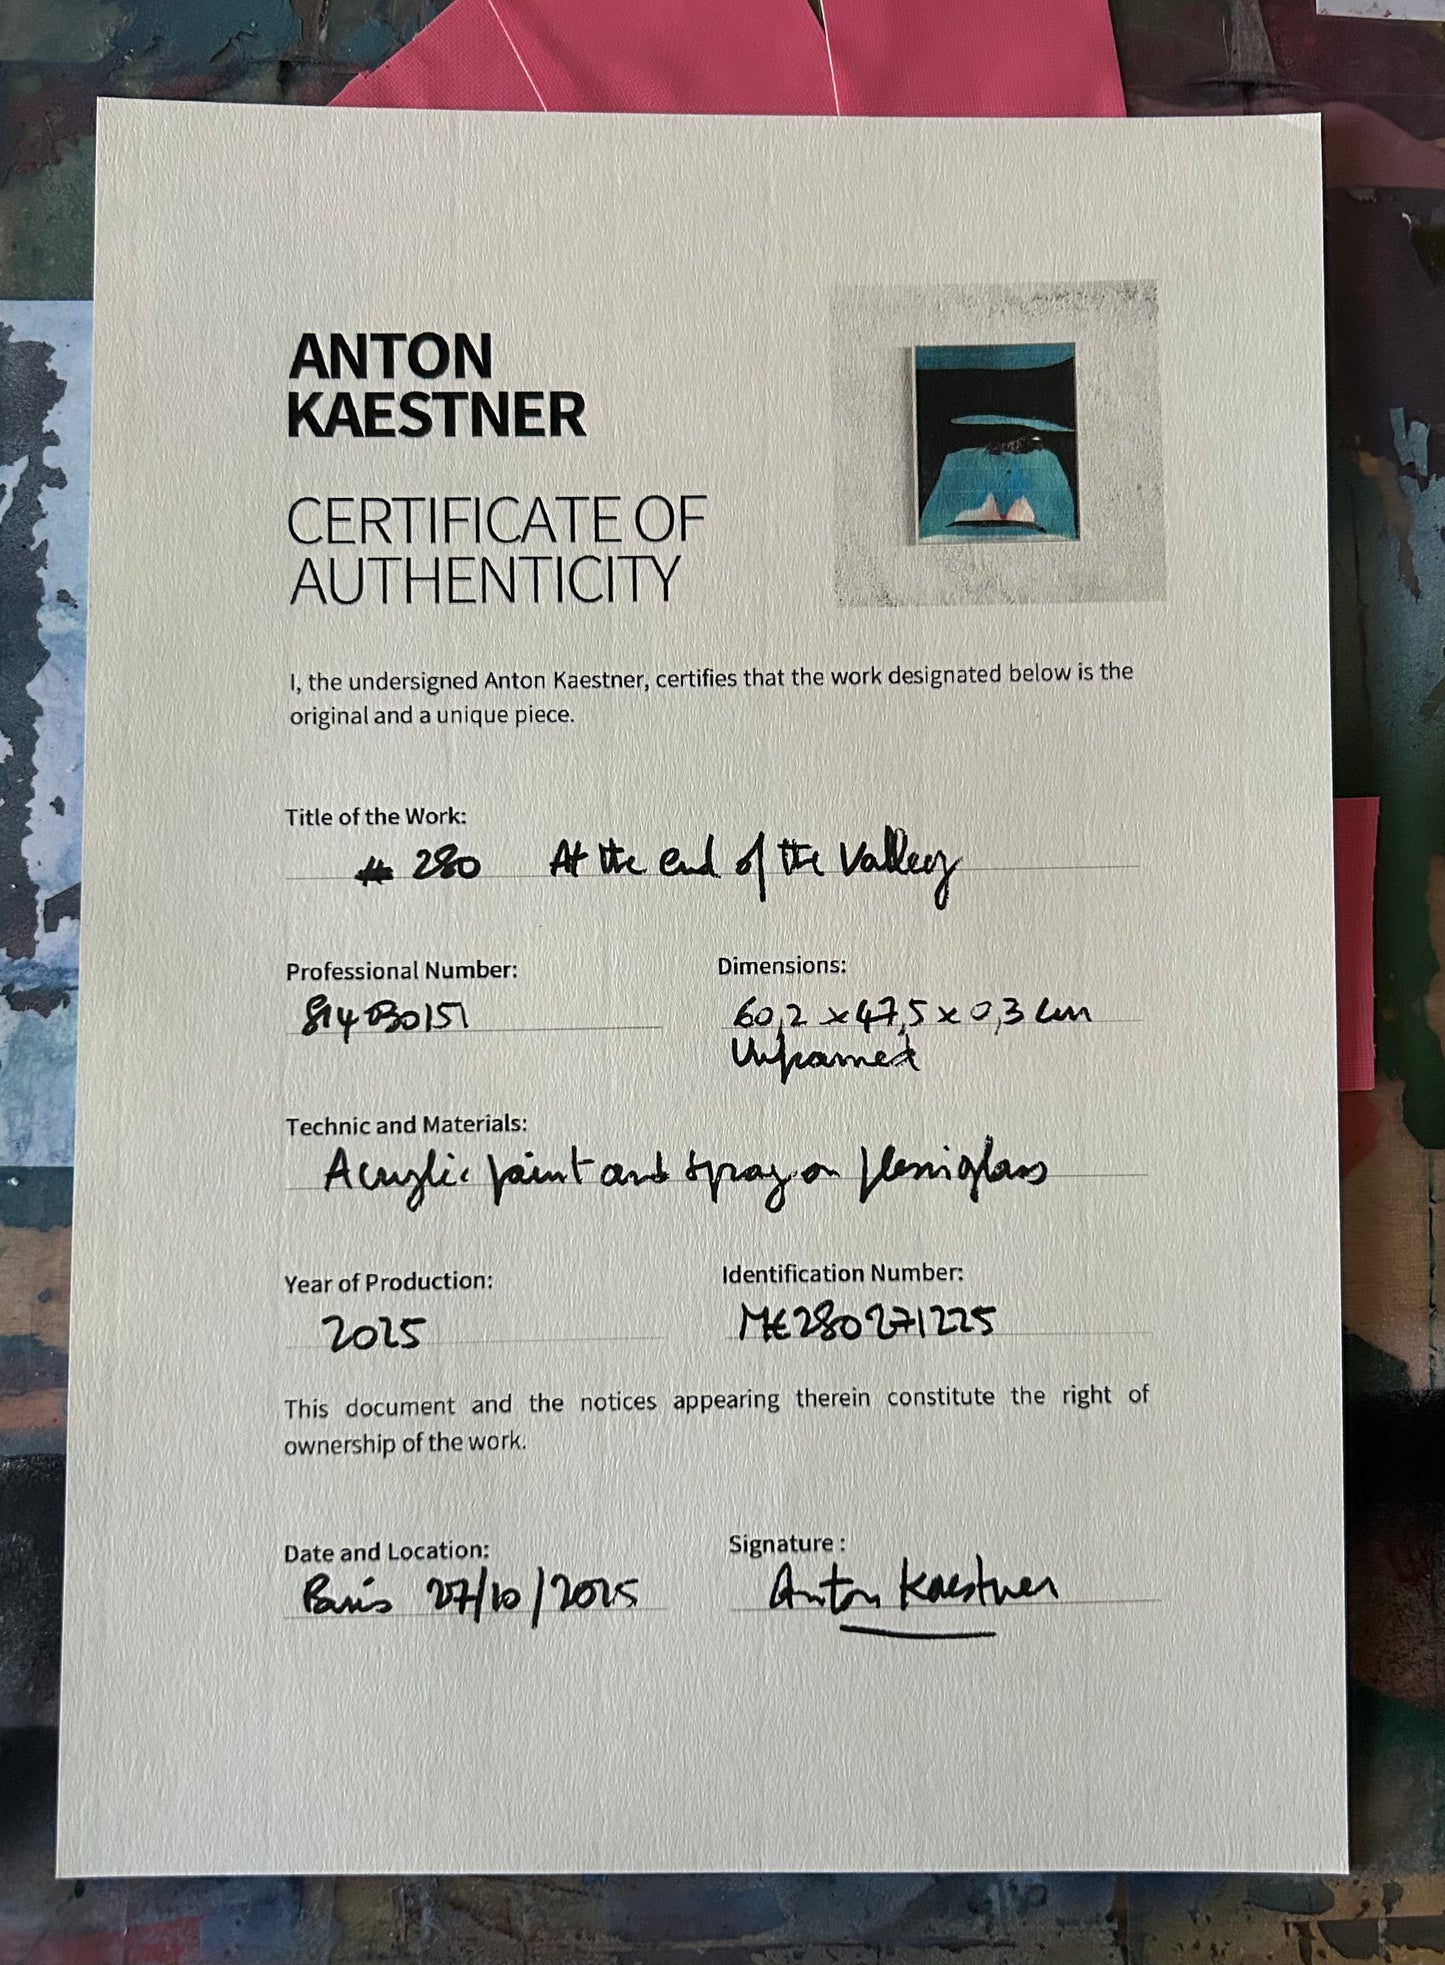 ANTON
KAESTNER
CERTIFICATE OF
AUTHENTICITY
I, the undersigned Anton Kaestner, certifies that the work designated below is the
original and a unique piece.
Title of the Work:
# 280 At the end of the Valley
Professional Number:
Dimensions:
60,2 x 47,5 x 0,3 cm
Unframed
Technic and Materials:
Acrylic paint and spray on plexiglass
Year of Production:
2025
Identification Number:
This document and the notices appearing therein constitute the right of
ownership of the work.
Date and Location:
Paris 27/10/2025
Signature :
Anton Kaestner